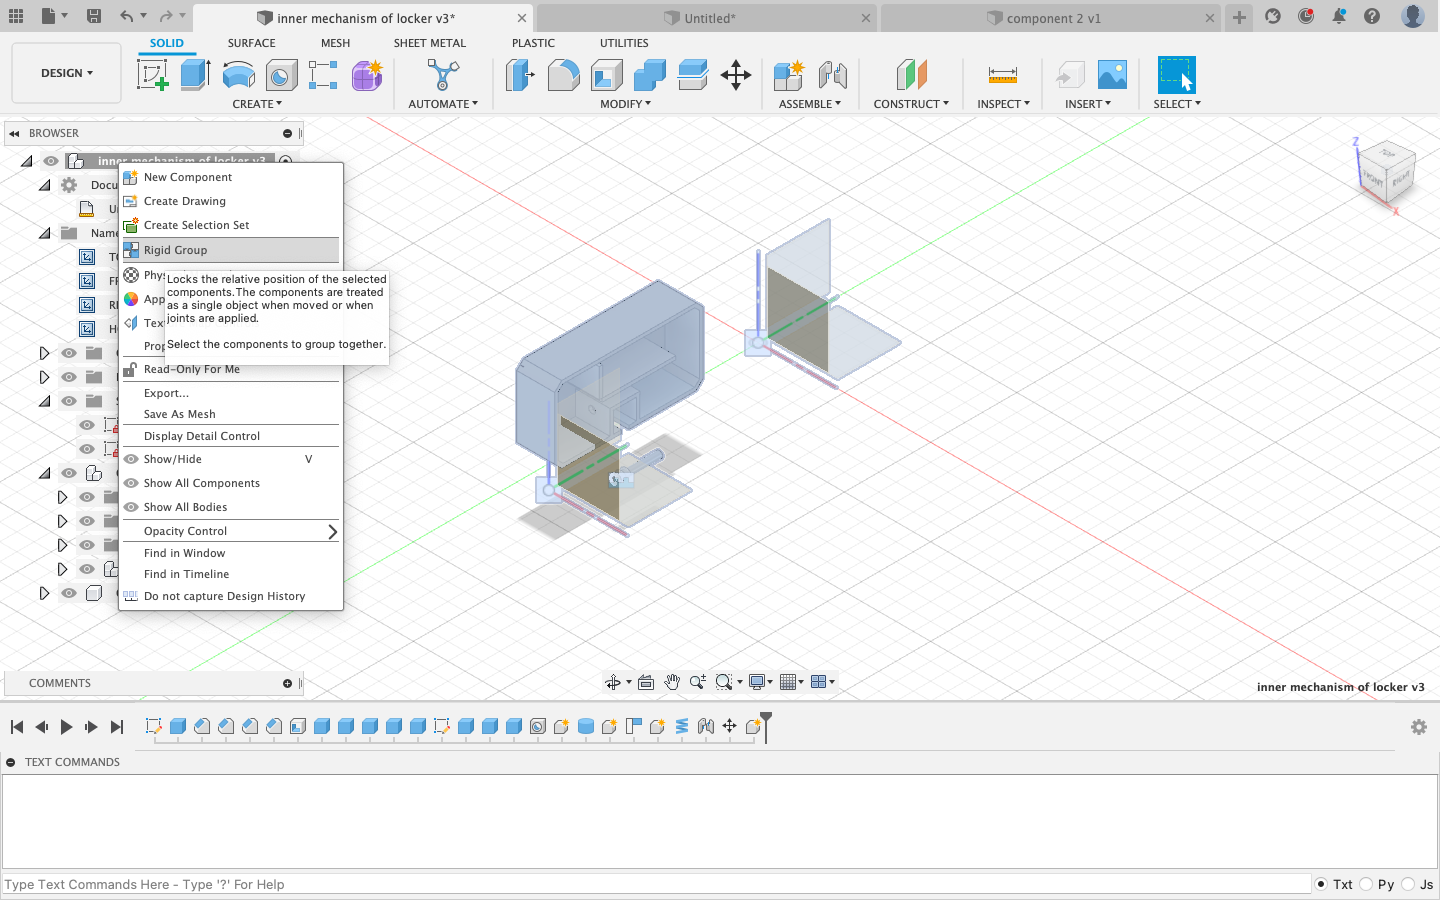 inner mechanism of locker v3*
Untitled*
component 2 v1
DESIGN
SOLID
SURFACE
MESH
SHEET METAL
PLASTIC
UTILITIES
CREATE
AUTOMATE
MODIFY
ASSEMBLE
CONSTRUCT
INSPECT
INSERT
SELECT
BROWSER
inner mechanism of locker v3
Docu
Name
New Component
Create Drawing
Create Selection Set
Rigid Group
Phys
App
Text
Prop
Locks the relative position of the selected
components.The components are treated
as a single object when moved or when
joints are applied.
Select the components to group together.
Read-Only For Me
Export...
Save As Mesh
Display Detail Control
Show/Hide V
Show All Components
Show All Bodies
Opacity Control
Find in Window
Find in Timeline
Do not capture Design History
Z
TOP
FRONT
RIGHT
X
COMMENTS
inner mechanism of locker v3
TEXT COMMANDS
Type Text Commands Here - Type '?' For Help
Txt
Py
Js